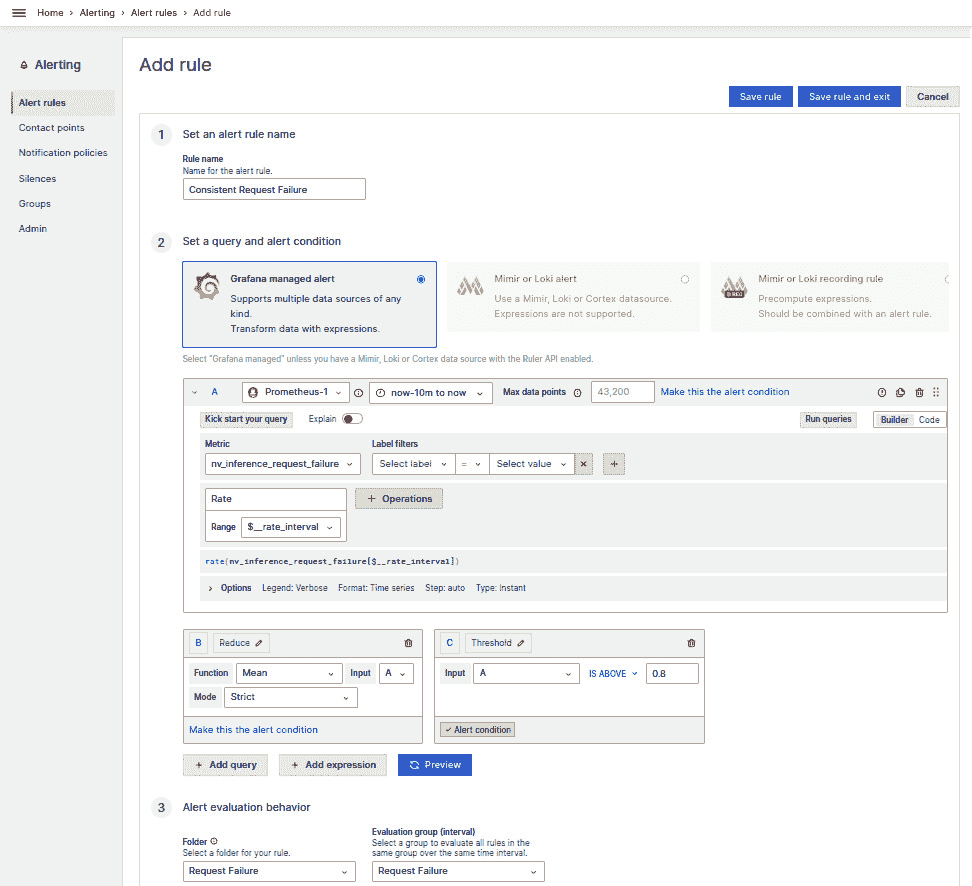 Home > Alerting > Alert rules > Add rule
Alerting
Alert rules
Contact points
Notification policies
Silences
Groups
Admin
Add rule
Save rule
Save rule and exit
Cancel
1 Set an alert rule name
Rule name
Name for the alert rule.
Consistent Request Failure
2 Set a query and alert condition
Grafana managed alert
Supports multiple data sources of any
kind.
Transform data with expressions.
Mimir or Loki alert
Use a Mimir, Loki or Cortex datasource.
Expressions are not supported.
REC
Mimir or Loki recording rule
Precompute expressions.
Should be combined with an alert rule.
Select "Grafana managed" unless you have a Mimir, Loki or Cortex data source with the Ruler API enabled.
A Prometheus-1 now-10m to now Max data points 43,200 Make this the alert condition
Kick start your query Explain Run queries Builder Code
Metric Label filters
nv_inference_request_failure Select label = Select value × +
Rate + Operations
Range $__rate_interval
rate(nv_inference_request_failure[$__rate_interval])
> Options Legend: Verbose Format: Time series Step: auto Type: Instant
B Reduce
Function Mean Input A
Mode Strict
Make this the alert condition
C Threshold
Input A IS ABOVE 0.8
✓ Alert condition
+ Add query + Add expression Preview
3 Alert evaluation behavior
Folder
Select a folder for your rule.
Request Failure
Evaluation group (interval)
Select a group to evaluate all rules in the
same group over the same time interval.
Request Failure